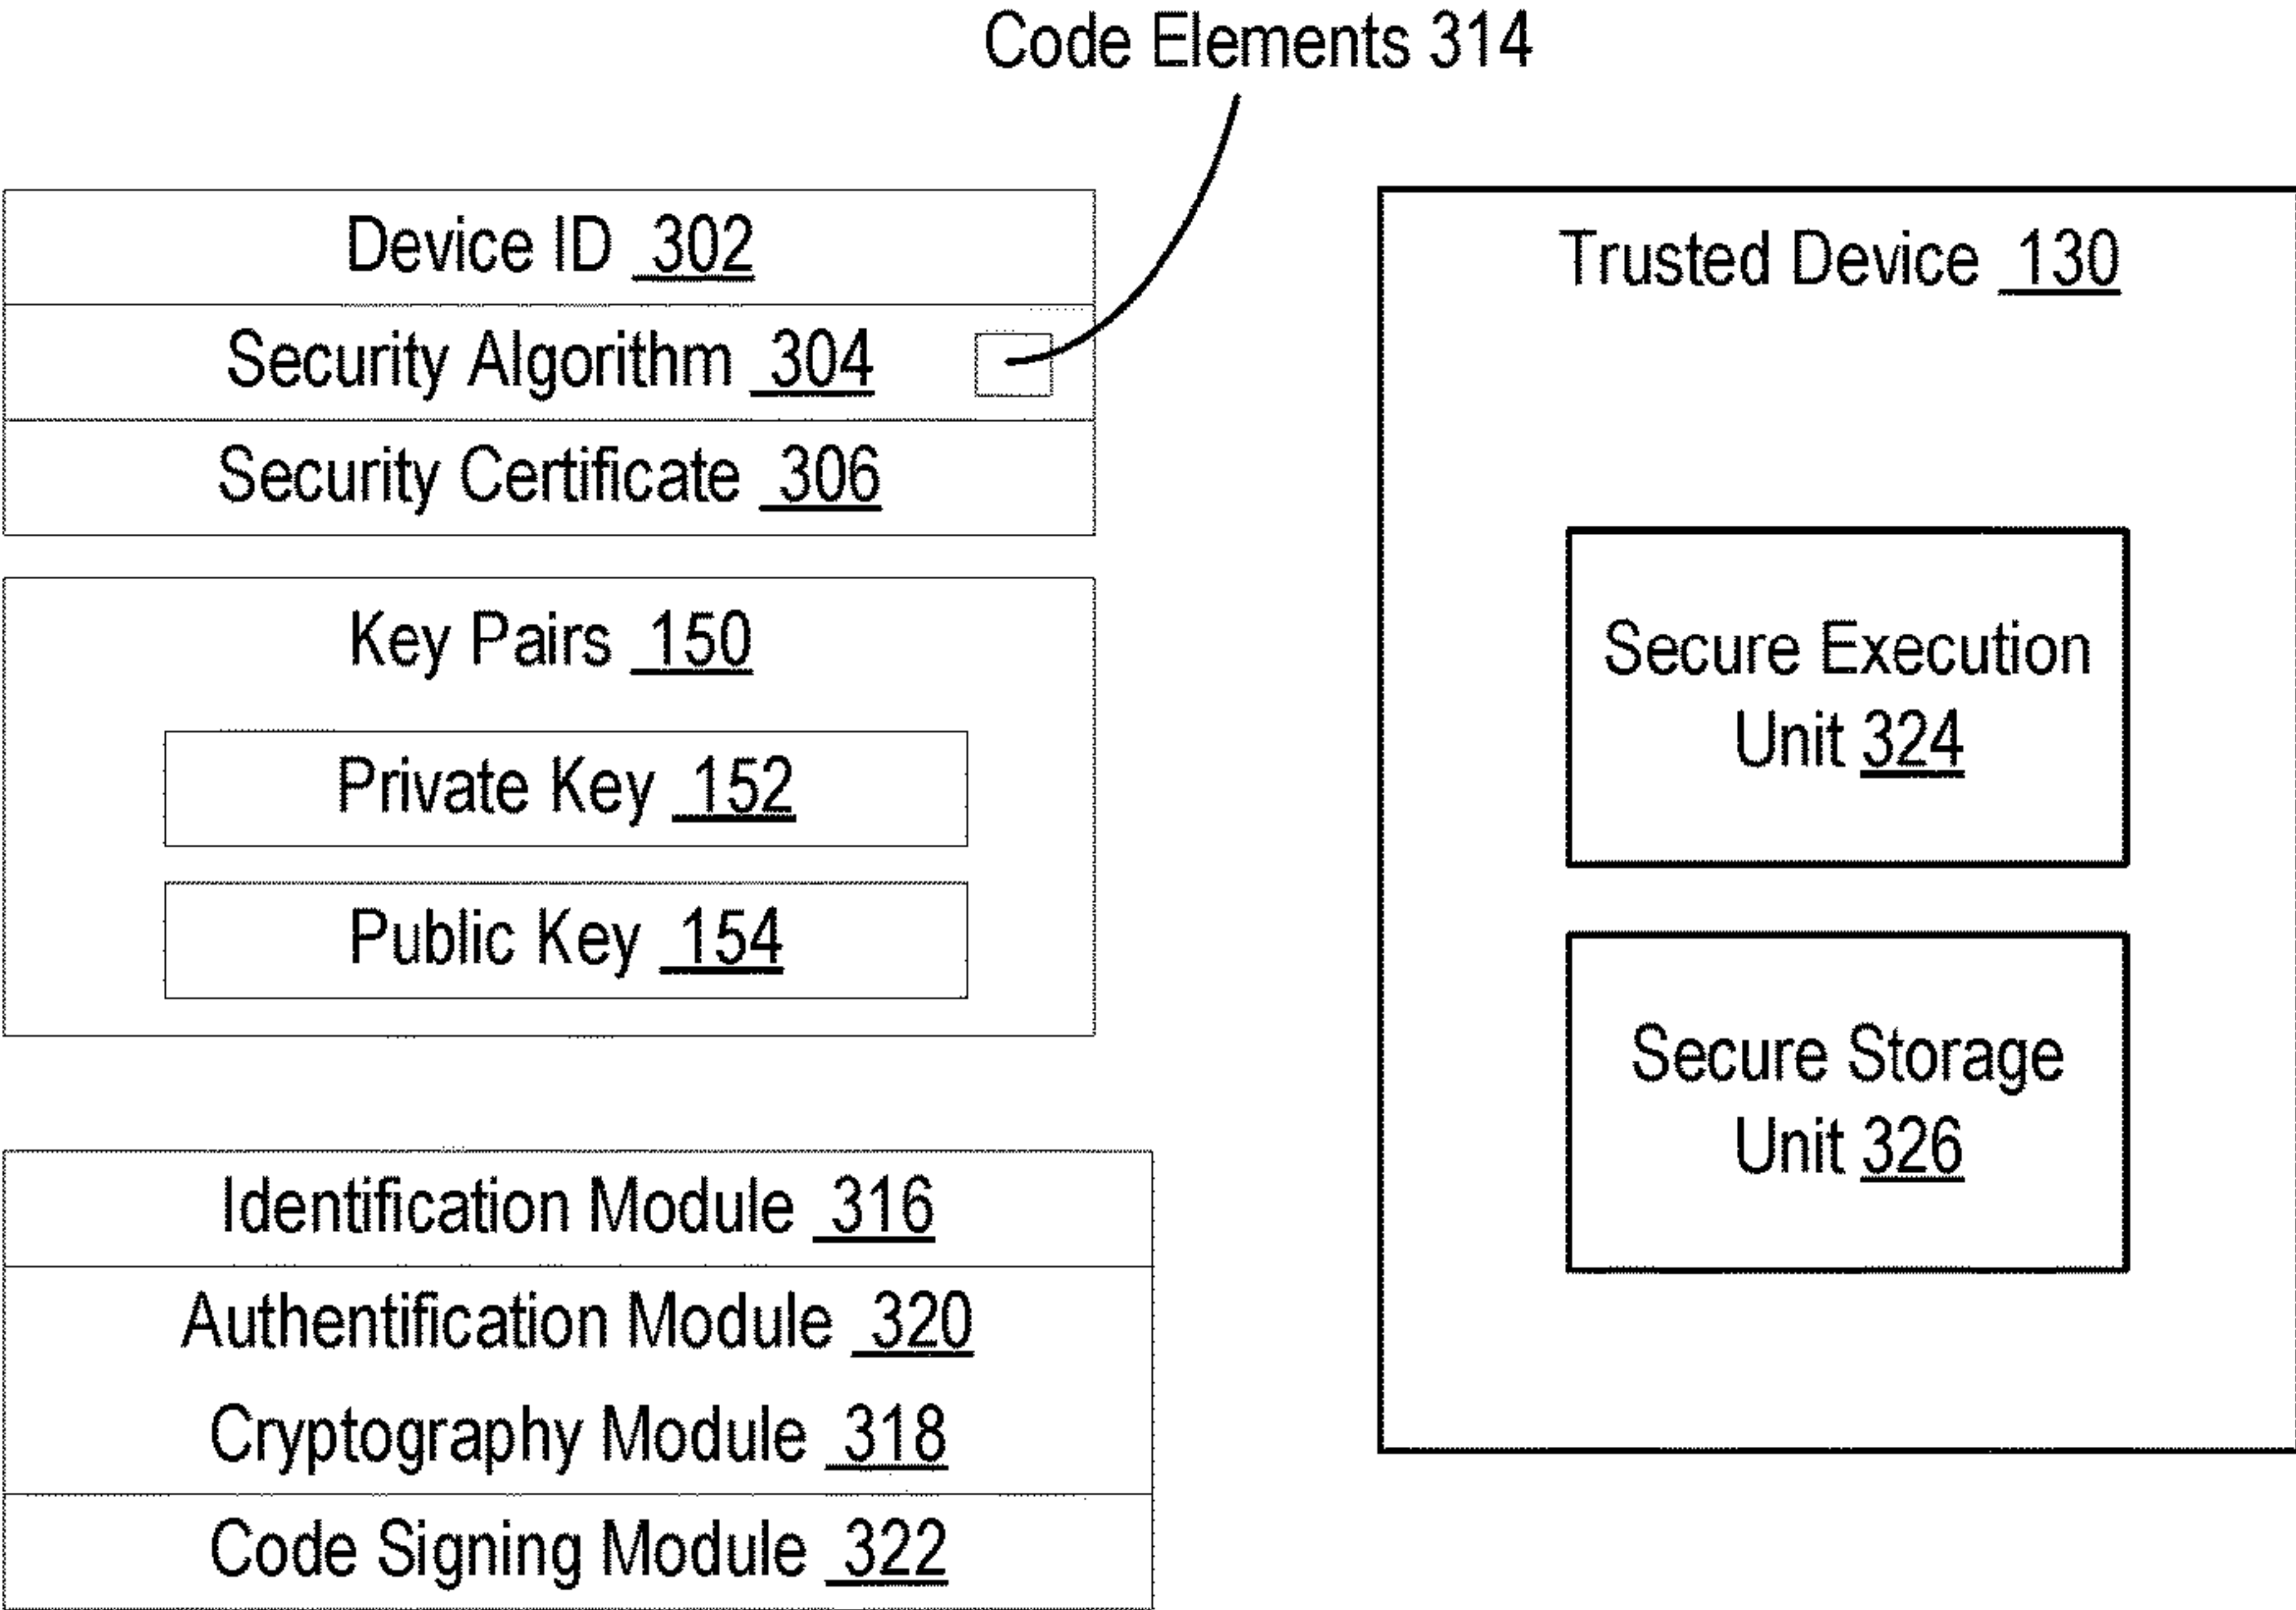 Code Elements 314
Device ID 302
Security Algorithm 304
Security Certificate 306
Key Pairs 150
Private Key 152
Public Key 154
Identification Module 316
Authentification Module 320
Cryptography Module 318
Code Signing Module 322
Trusted Device 130
Secure Execution
Unit 324
Secure Storage
Unit 326